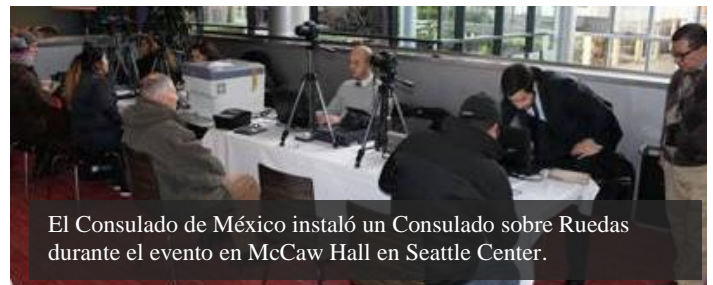 El Consulado de México instaló un Consulado sobre Ruedas
durante el evento en McCaw Hall en Seattle Center.